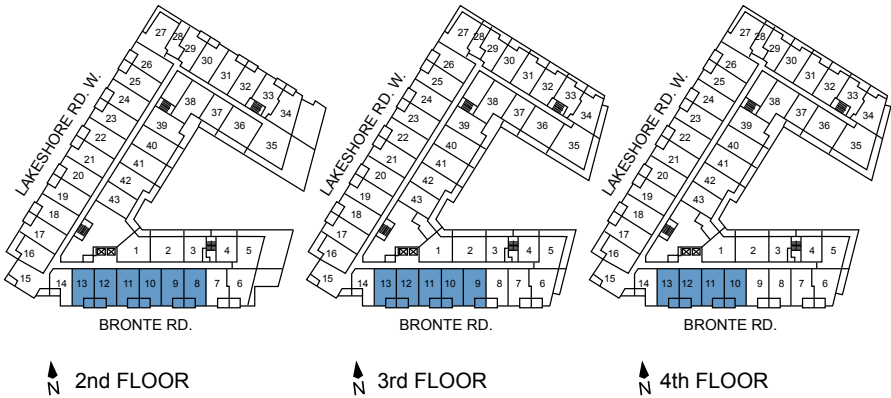 27 28 29 30 31 32 33 34
26 25 24 23 22 21 20 19 18 17 16 15
38 37 36 35
39 40 41 42 43
LAKESHORE RD. W.
1 2 3 4 5
14 13 12 11 10 9 8 7 6
BRONTE RD.
N 2nd FLOOR
27 28 29 30 31 32 33 34
26 25 24 23 22 21 20 19 18 17 16 15
38 37 36 35
39 40 41 42 43
LAKESHORE RD. W.
1 2 3 4 5
14 13 12 11 10 9 8 7 6
BRONTE RD.
N 3rd FLOOR
27 28 29 30 31 32 33 34
26 25 24 23 22 21 20 19 18 17 16 15
38 37 36 35
39 40 41 42 43
LAKESHORE RD. W.
1 2 3 4 5
14 13 12 11 10 9 8 7 6
BRONTE RD.
N 4th FLOOR